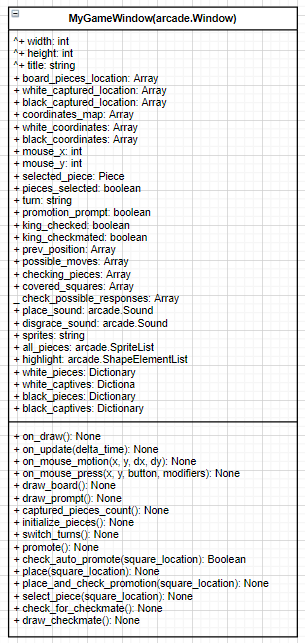 MyGameWindow(arcade.Window)
^+ width: int
^+ height: int
^+ title: string
+ board_pieces_location: Array
+ white_captured_location: Array
+ black_captured_location: Array
+ coordinates_map: Array
+ white_coordinates: Array
+ black_coordinates: Array
+ mouse_x: int
+ mouse_y: int
+ selected_piece: Piece
+ pieces_selected: boolean
+ turn: string
+ promotion_prompt: boolean
+ king_checked: boolean
+ king_checkmated: boolean
+ prev_position: Array
+ possible_moves: Array
+ checking_pieces: Array
+ covered_squares: Array
_check_possible_responses: Array
+ place_sound: arcade.Sound
+ disgrace_sound: arcade.Sound
+ sprites: string
+ all_pieces: arcade.SpriteList
+ highlight: arcade.ShapeElementList
+ white_pieces: Dictionary
+ white_captives: Dictiona
+ black_pieces: Dictionary
+ black_captives: Dictionary
+ on_draw(): None
+ on_update(delta_time): None
+ on_mouse_motion(x, y, dx, dy): None
+ on_mouse_press(x, y, button, modifiers): None
+ draw_board(): None
+ draw_prompt(): None
+ captured_pieces_count(): None
+ initialize_pieces(): None
+ switch_turns(): None
+ promote(): None
+ check_auto_promote(square_location): Boolean
+ place(square_location): None
+ place_and_check_promotion(square_location): None
+ select_piece(square_location): None
+ check_for_checkmate(): None
+ draw_checkmate(): None